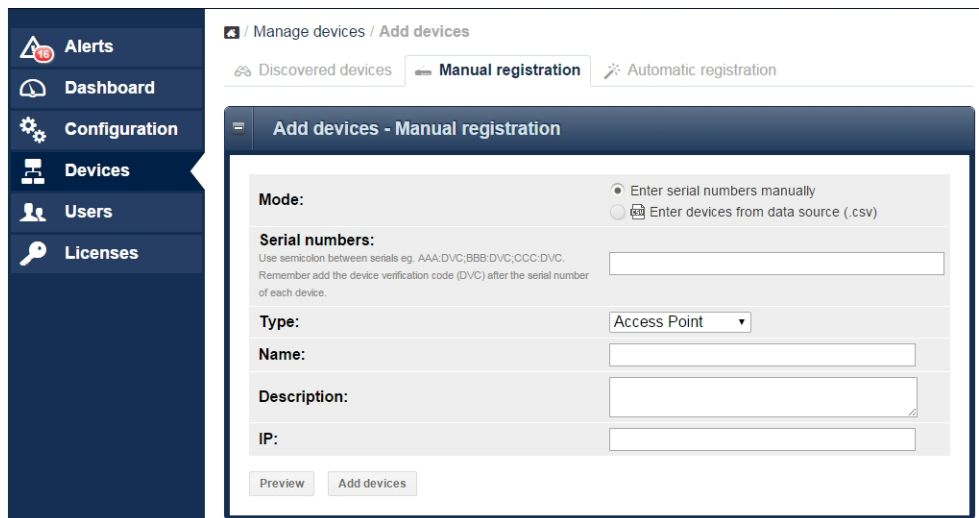 16
Alerts
Dashboard
Configuration
Devices
Users
Licenses
/ Manage devices / Add devices
Discovered devices
Manual registration
Automatic registration
Add devices - Manual registration
Mode:
Enter serial numbers manually
Enter devices from data source (.csv)
Serial numbers:
Use semicolon between serials eg. AAA:DVC;BBB:DVC;CCC:DVC.
Remember add the device verification code (DVC) after the serial number
of each device.
Type:
Access Point
Name:
Description:
IP:
Preview
Add devices